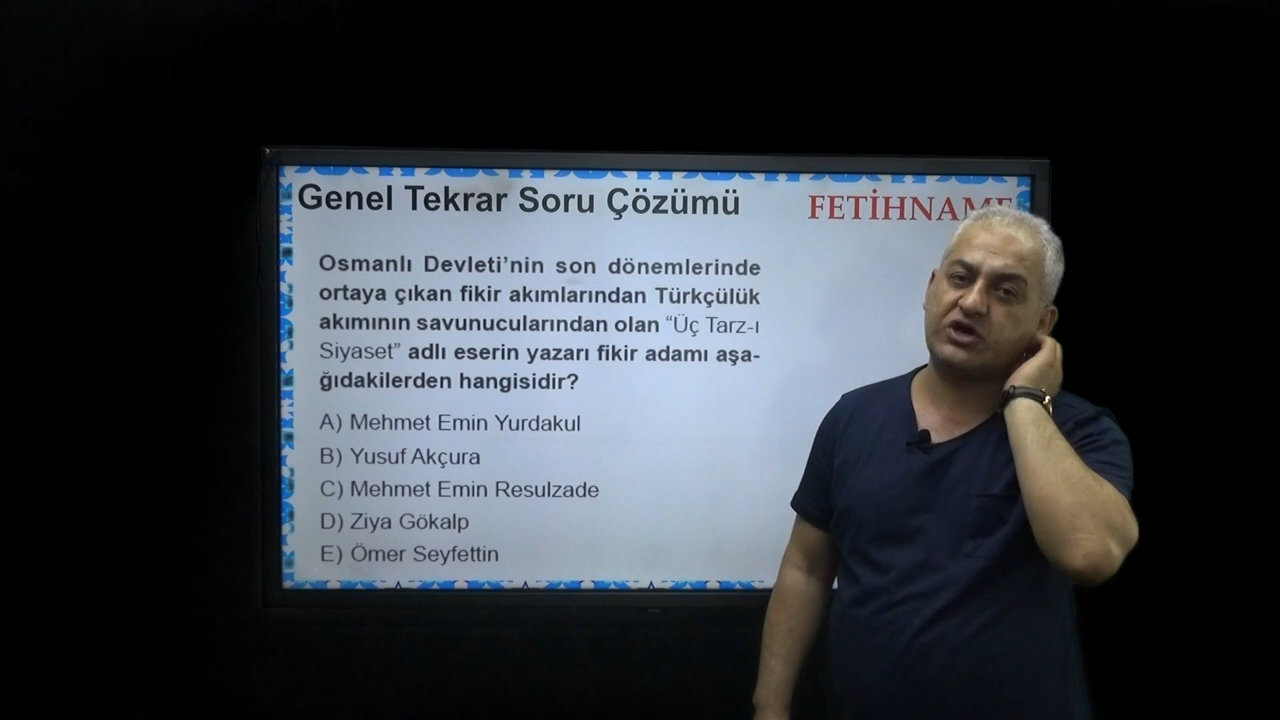 Genel Tekrar Soru Çözümü
FETİHNAME
Osmanlı Devleti’nin son dönemlerinde
ortaya çıkan fikir akımlarından Türkçülük
akımının savunucularından olan “Üç Tarz-ı
Siyaset” adlı eserin yazarı fikir adamı aşa-
ğıdakilerden hangisidir?
A) Mehmet Emin Yurdakul
B) Yusuf Akçura
C) Mehmet Emin Resulzade
D) Ziya Gökalp
E) Ömer Seyfettin